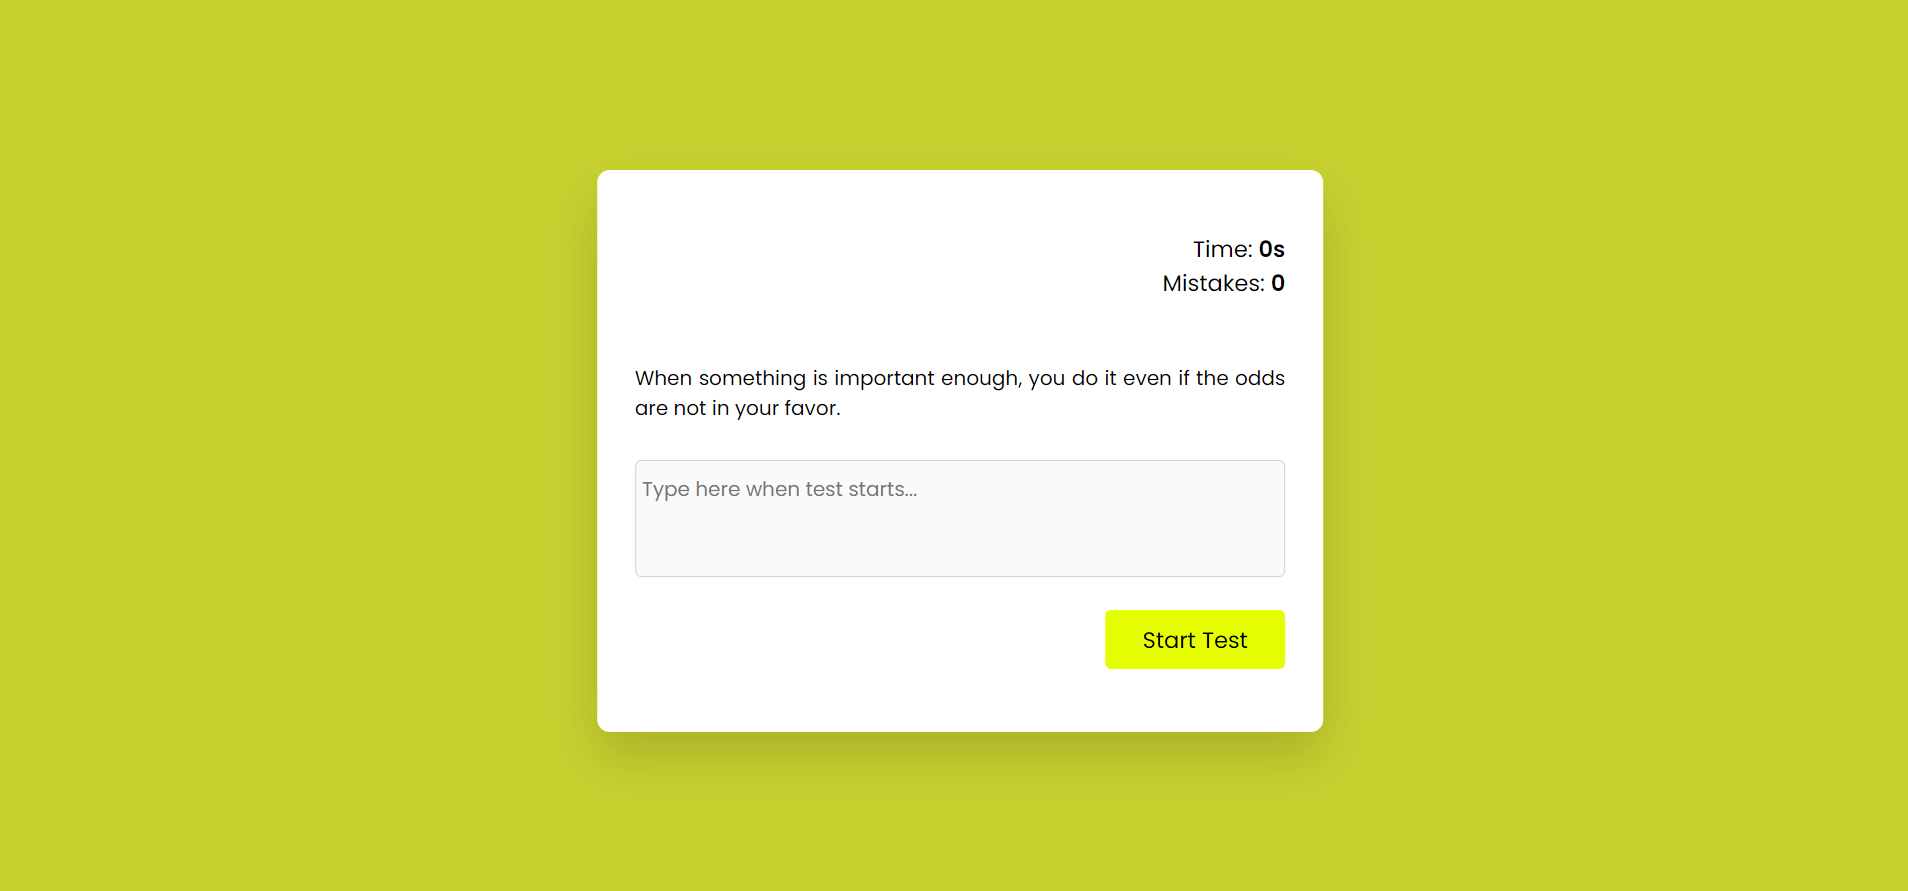 Time: 0s
Mistakes: 0
When something is important enough, you do it even if the odds
are not in your favor.
Type here when test starts...
Start Test